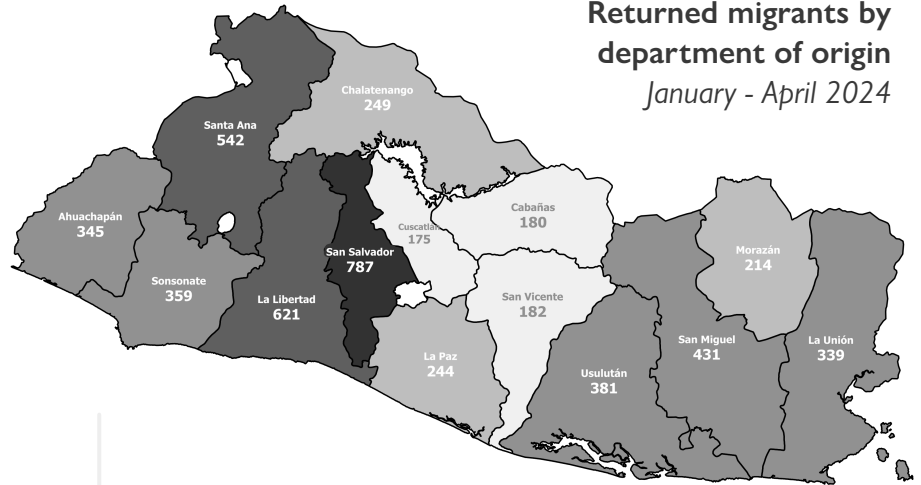 Returned migrants by
department of origin
January - April 2024
Chalatenango
249
Santa Ana
542
Ahuachapán
345
Sonsonate
359
La Libertad
621
San Salvador
787
Cuscatlán
175
Cabañas
180
San Vicente
182
La Paz
244
Usulután
381
San Miguel
431
Morazán
214
La Unión
339